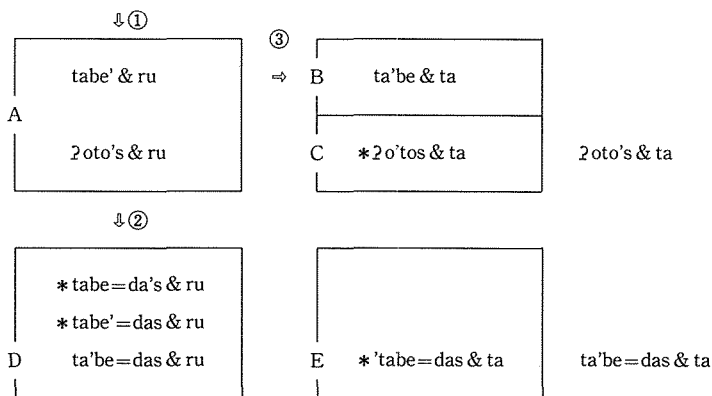 ⇩①
③
tabe' & ru ⇨ B ta'be & ta
A
ʔoto's & ru C *ʔo'tos & ta ʔoto's & ta
⇩②
*tabe=da's & ru
*tabe'=das & ru
D ta'be=das & ru E *'tabe=das & ta ta'be=das & ta